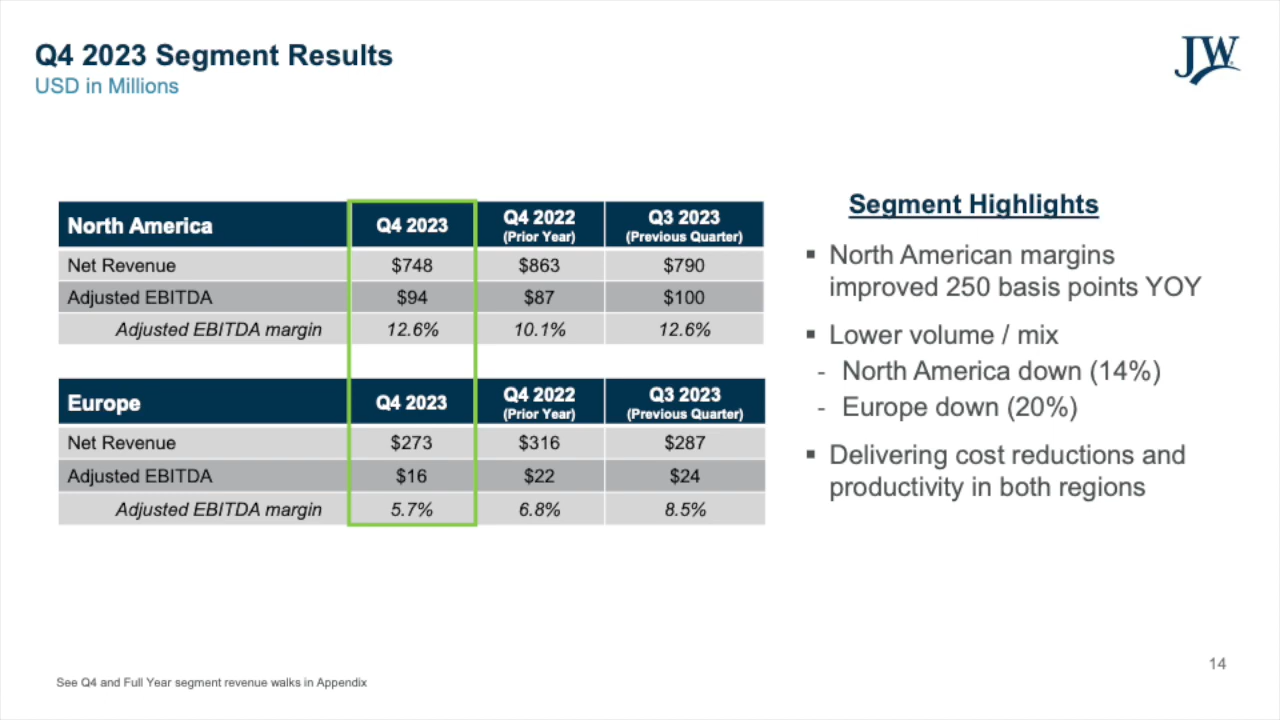 Q4 2023 Segment Results
USD in Millions
JW
North America Q4 2023 Q4 2022 (Prior Year) Q3 2023 (Previous Quarter)
Net Revenue $748 $863 $790
Adjusted EBITDA $94 $87 $100
Adjusted EBITDA margin 12.6% 10.1% 12.6%
Europe Q4 2023 Q4 2022 (Prior Year) Q3 2023 (Previous Quarter)
Net Revenue $273 $316 $287
Adjusted EBITDA $16 $22 $24
Adjusted EBITDA margin 5.7% 6.8% 8.5%
Segment Highlights
▪ North American margins
improved 250 basis points YOY
▪ Lower volume / mix
- North America down (14%)
- Europe down (20%)
▪ Delivering cost reductions and
productivity in both regions
See Q4 and Full Year segment revenue walks in Appendix
14